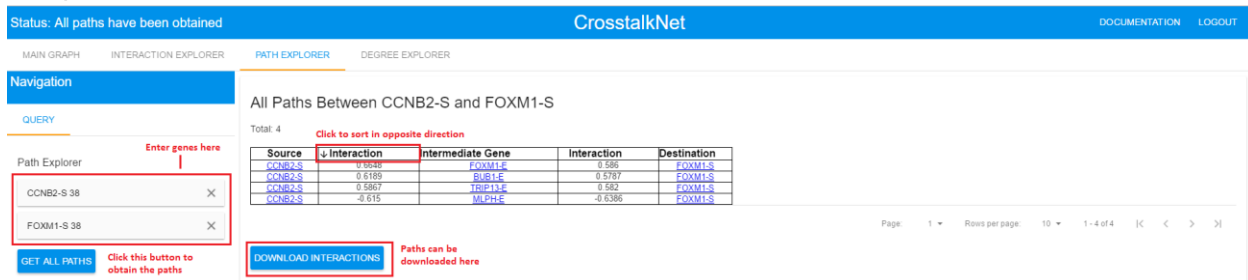 Status: All paths have been obtained
CrosstalkNet
DOCUMENTATION LOGOUT
MAIN GRAPH INTERACTION EXPLORER PATH EXPLORER DEGREE EXPLORER
Navigation
QUERY
Enter genes here
Path Explorer
CCNB2-S 38
FOXM1-S 38
GET ALL PATHS
Click this button to
obtain the paths
All Paths Between CCNB2-S and FOXM1-S
Total: 4
Click to sort in opposite direction
Source ↓ Interaction Intermediate Gene Interaction Destination
CCNB2-S 0.6648 FOXM1-E 0.586 FOXM1-S
CCNB2-S 0.6189 BUB1-E 0.5787 FOXM1-S
CCNB2-S 0.5867 TRIP13-E 0.582 FOXM1-S
CCNB2-S -0.615 MLPH-E -0.6386 FOXM1-S
Page: 1 Rows per page: 10 1 - 4 of 4
DOWNLOAD INTERACTIONS
Paths can be
downloaded here